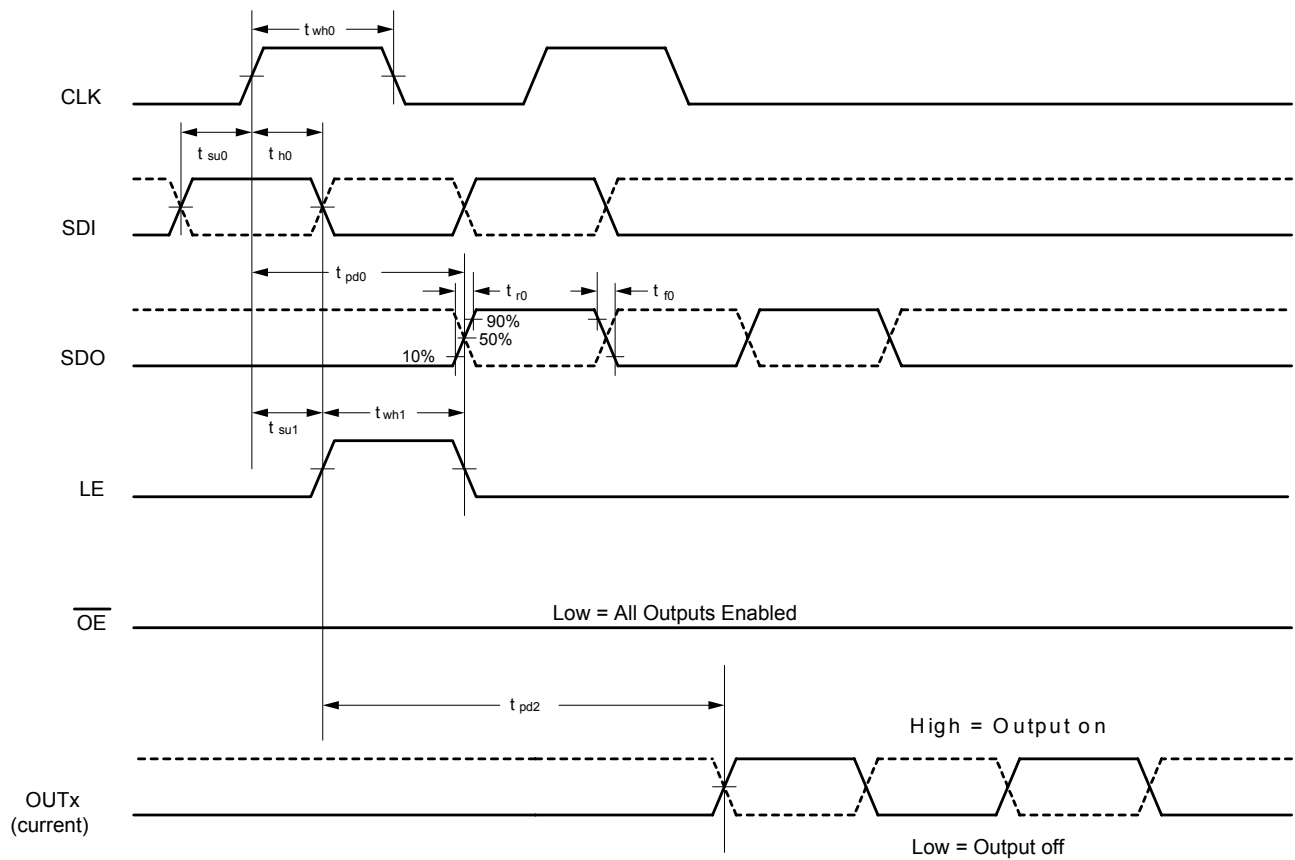 t wh0
CLK
t su0
t h0
SDI
t pd0
t r0
t f0
90%
50%
10%
SDO
t wh1
t su1
LE
OE
Low = All Outputs Enabled
t pd2
High = Output on
OUTx
(current)
Low = Output off